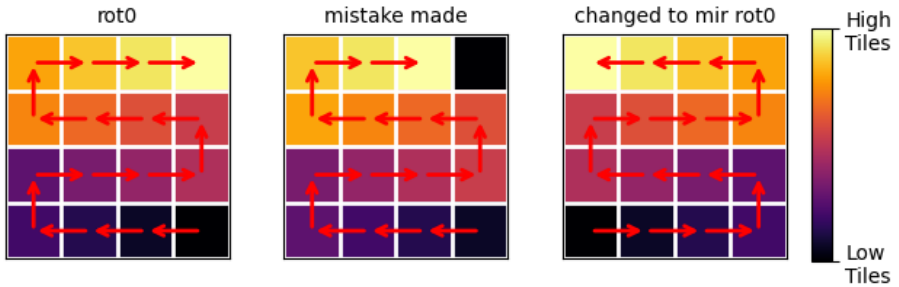 rot0
mistake made
changed to mir rot0
High
Tiles
Low
Tiles